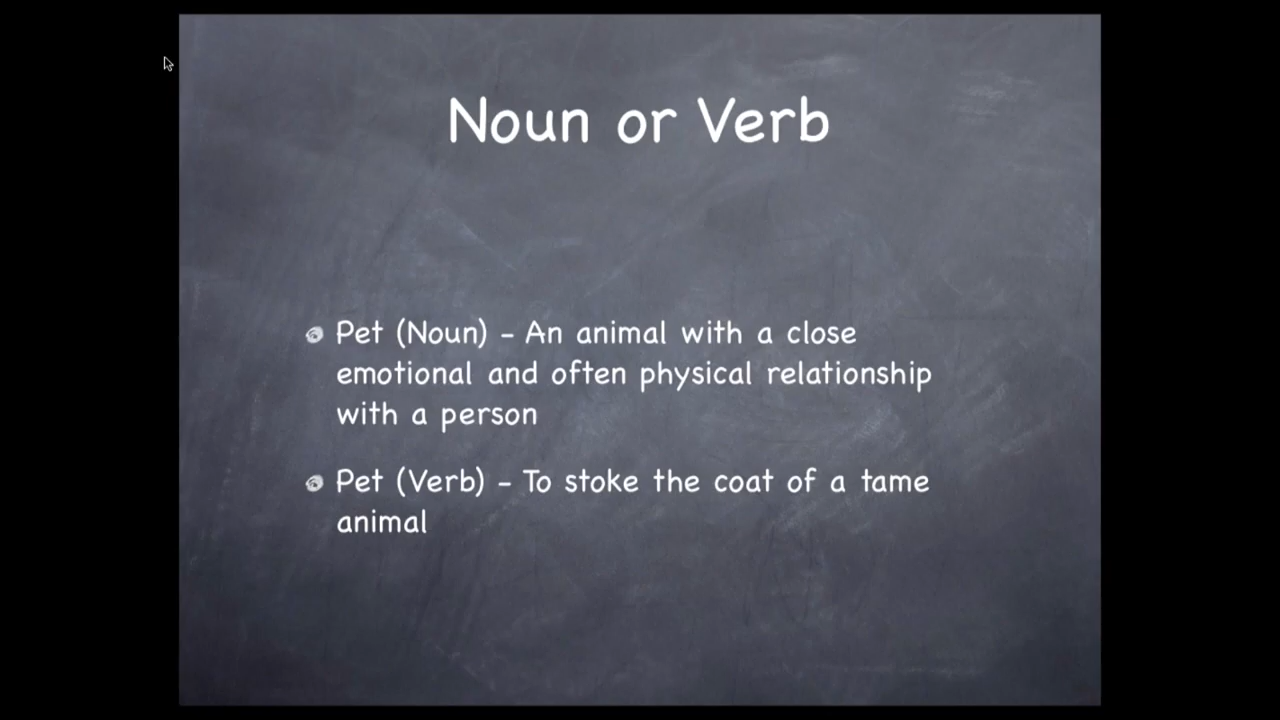 Noun or Verb
Pet (Noun) - An animal with a close
emotional and often physical relationship
with a person
Pet (Verb) - To stoke the coat of a tame
animal